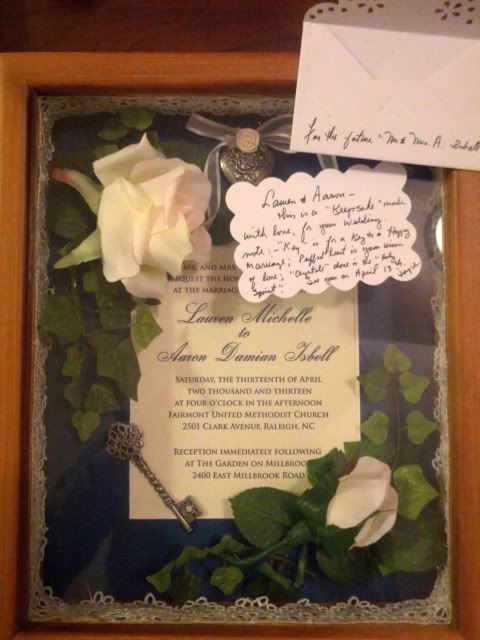 For the future "Mr & Mrs. A. Isbell
Lauren & Aaron -
This is a "Keepsake" made
with love, for your Wedding.
note: - "Key" is for a Key to a Happy
Marriage; Puffed Heart is your union
of love; dove is the "Holy
Spirit". See you on April 13. Joyce
Mr. and Mrs.
request the hono
at the marria
Lauren Michelle
to
Aaron Damian Isbell
Saturday, the thirteenth of April
two thousand and thirteen
at four o'clock in the afternoon
Fairmont United Methodist Church
2501 Clark Avenue, Raleigh, NC
Reception immediately following
at The Garden on Millbrook
2400 East Millbrook Road